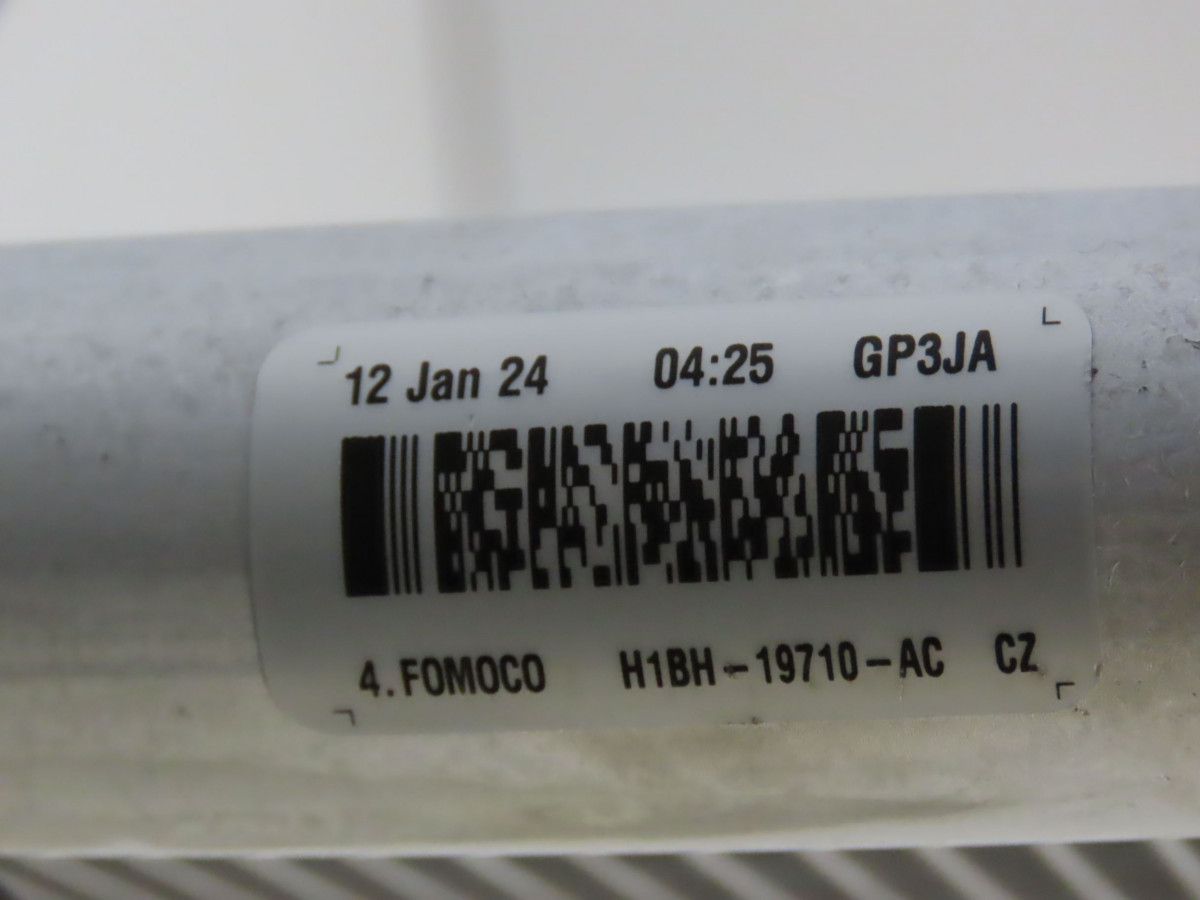 12 Jan 24 04:25 GP3JA
4.FOMOCO H1BH-19710-AC CZ